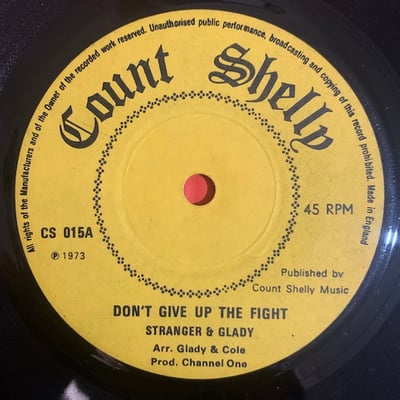 All rights of the Manufacturers and of the Owner of the recorded work reserved. Unauthorised public performance, broadcasting and copying of this record prohibited. Made in England
Count Shelly
CS 015A
℗ 1973
45 RPM
Published by
Count Shelly Music
DON'T GIVE UP THE FIGHT
STRANGER & GLADY
Arr. Glady & Cole
Prod. Channel One